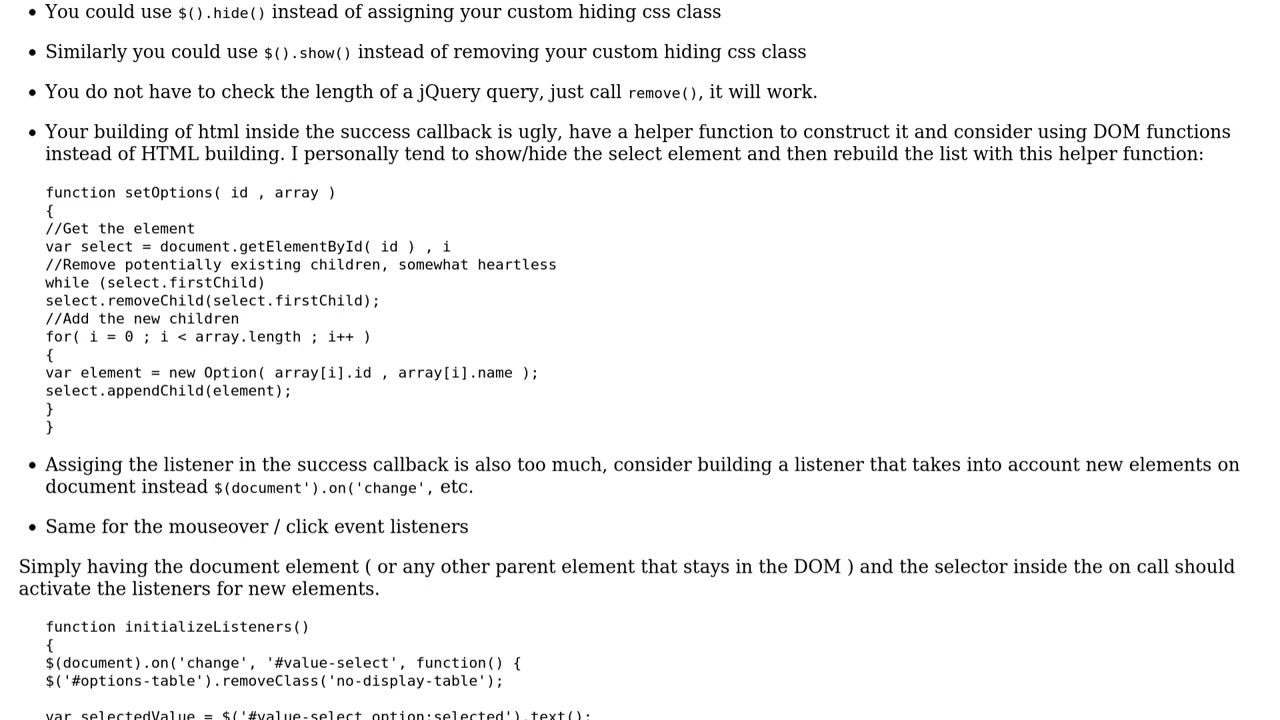 • You could use $().hide() instead of assigning your custom hiding css class
• Similarly you could use $().show() instead of removing your custom hiding css class
• You do not have to check the length of a jQuery query, just call remove(), it will work.
• Your building of html inside the success callback is ugly, have a helper function to construct it and consider using DOM functions
instead of HTML building. I personally tend to show/hide the select element and then rebuild the list with this helper function:
function setOptions( id , array )
{
//Get the element
var select = document.getElementById( id ) , i
//Remove potentially existing children, somewhat heartless
while (select.firstChild)
select.removeChild(select.firstChild);
//Add the new children
for( i = 0 ; i < array.length ; i++ )
{
var element = new Option( array[i].id , array[i].name );
select.appendChild(element);
}
}
• Assiging the listener in the success callback is also too much, consider building a listener that takes into account new elements on
document instead $(document').on('change', etc.
• Same for the mouseover / click event listeners
Simply having the document element ( or any other parent element that stays in the DOM ) and the selector inside the on call should
activate the listeners for new elements.
function initializeListeners()
{
$(document).on('change', '#value-select', function() {
$('#options-table').removeClass('no-display-table');
var selectedValue = $('#value-select option:selected').text();